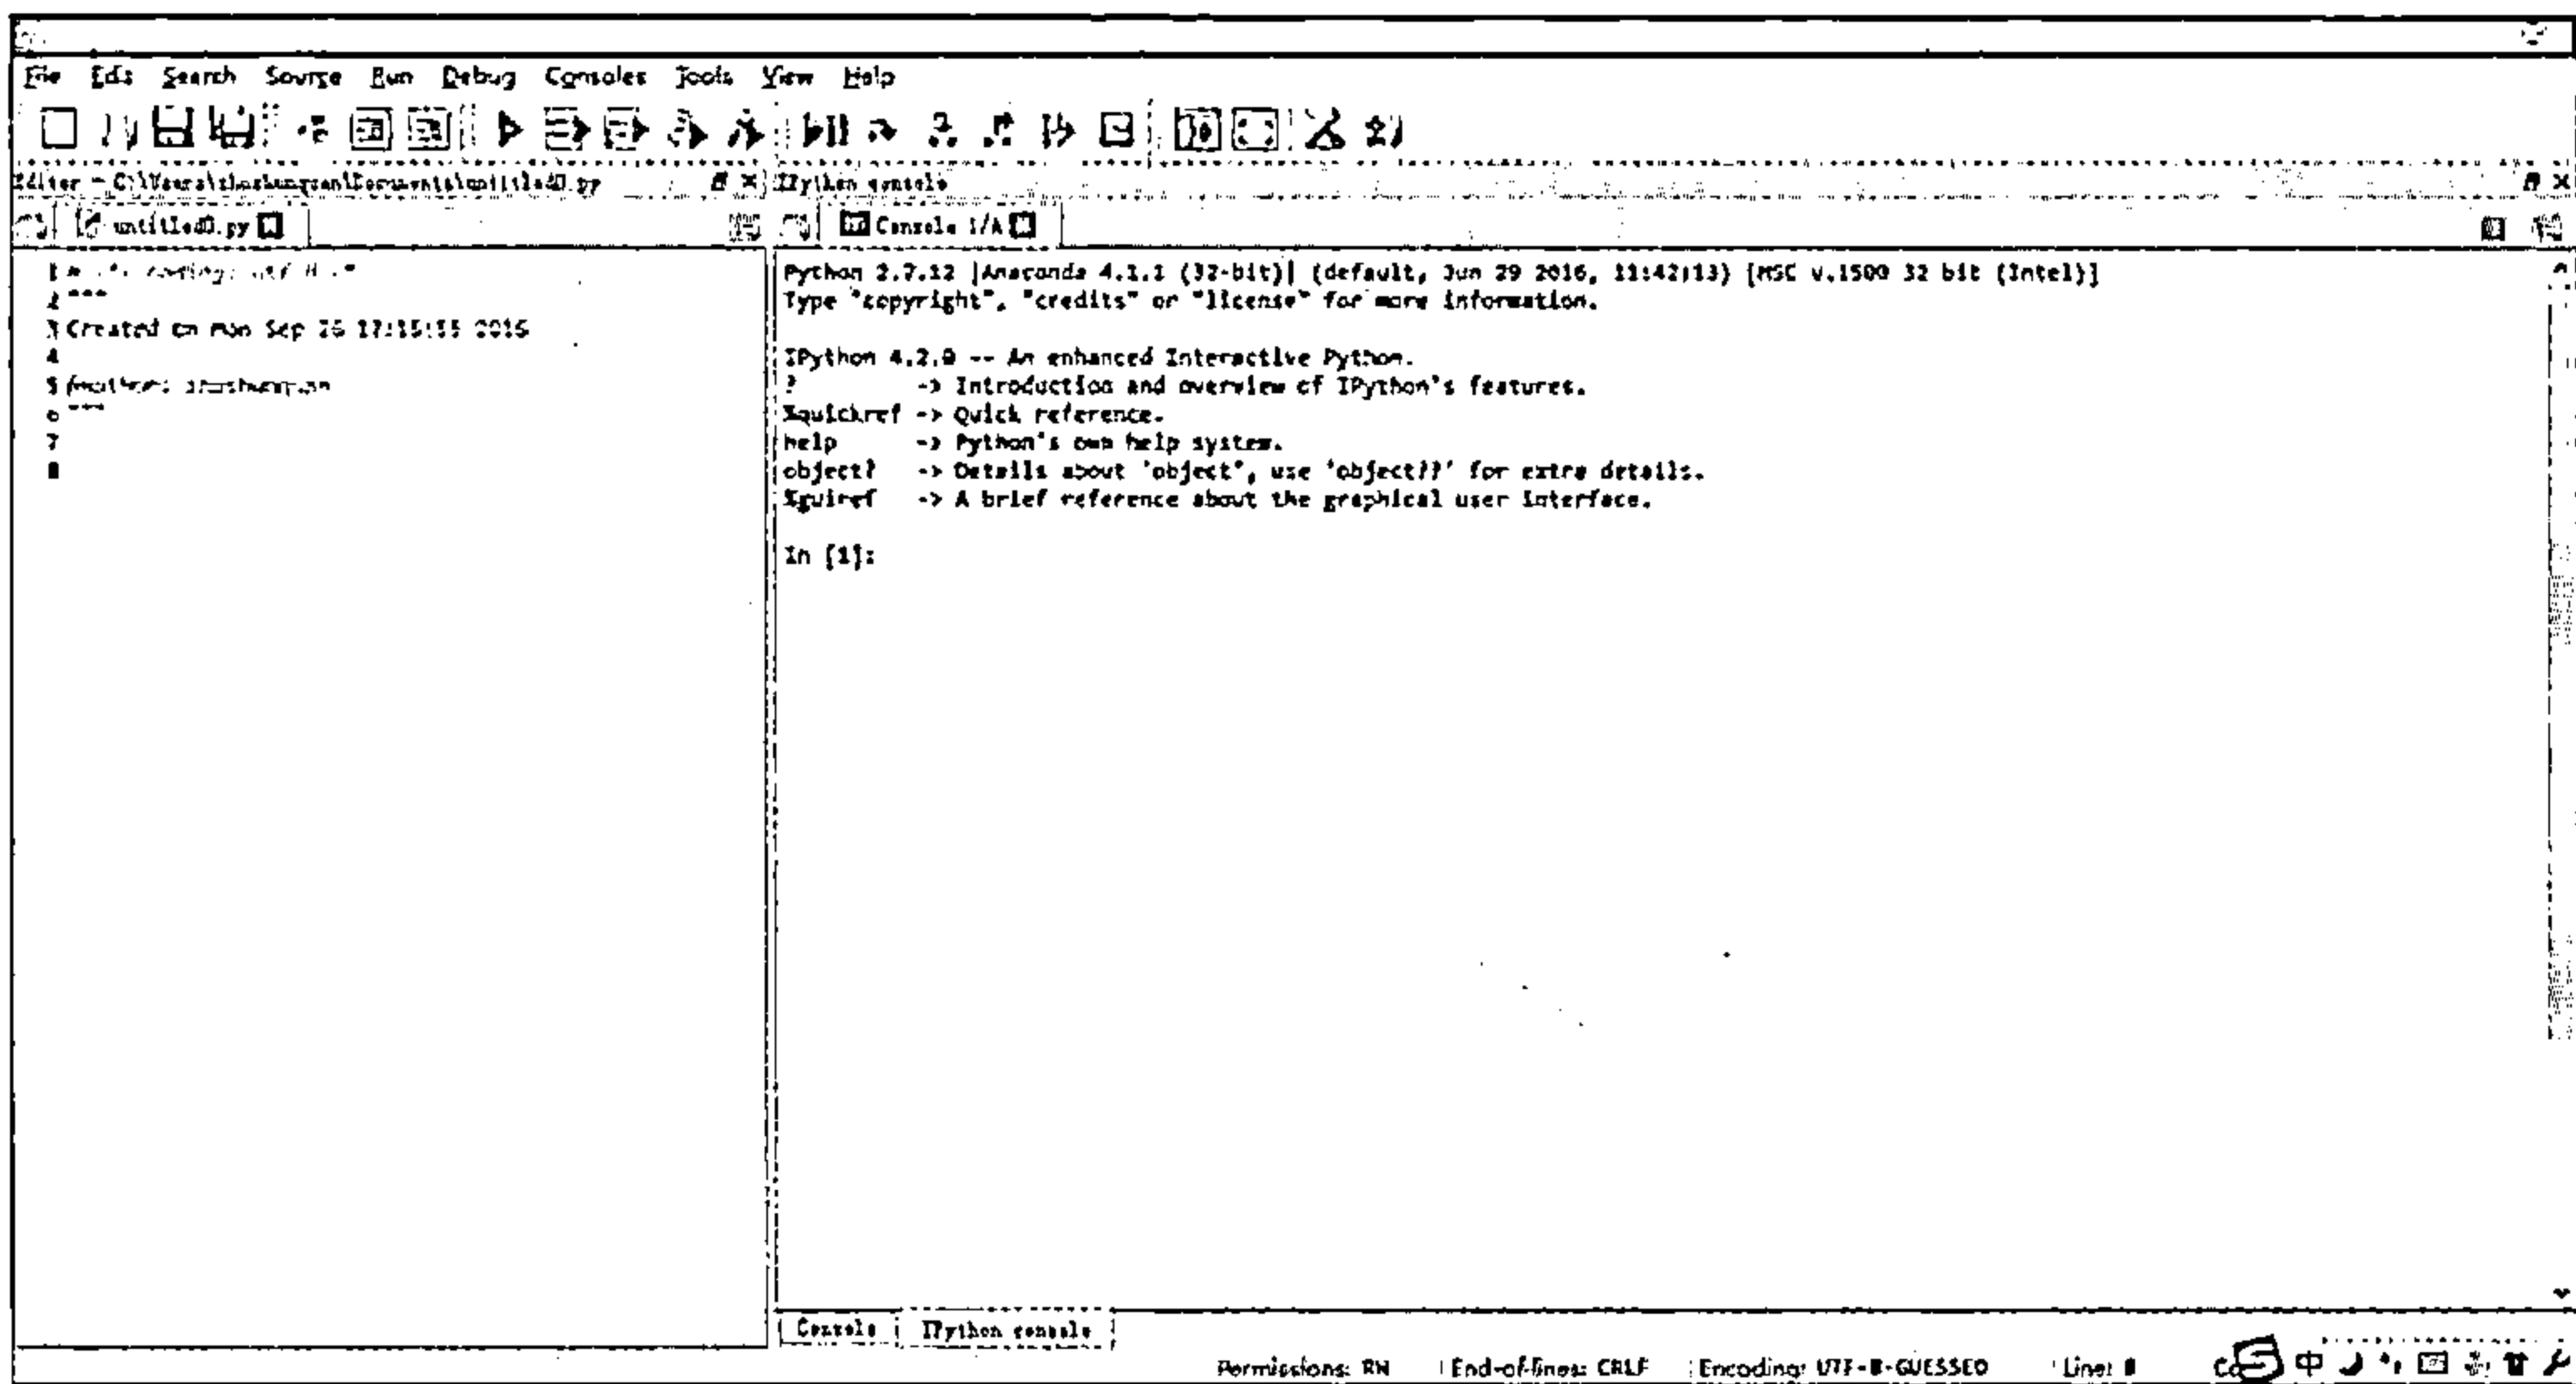 File Edit Search Source Run Debug Consoles Tools View Help
Editor - C:\Users\
IPython console
untitled0.py
Console 1/A
1
2 """
3 Created on Mon Sep 26 2016
4
5
6 """
7
8
Python 2.7.12 |Anaconda 4.1.1 (32-bit)| (default, Jun 29 2016, 11:42:13) [MSC v.1500 32 bit (Intel)]
Type "copyright", "credits" or "license" for more information.
IPython 4.2.0 -- An enhanced Interactive Python.
? -> Introduction and overview of IPython's features.
%quickref -> Quick reference.
help -> Python's own help system.
object? -> Details about 'object', use 'object??' for extra details.
%guiref -> A brief reference about the graphical user interface.
In [1]:
Console IPython console
Permissions: RW End-of-lines: CRLF Encoding: UTF-8-GUESSED Line: 8
中